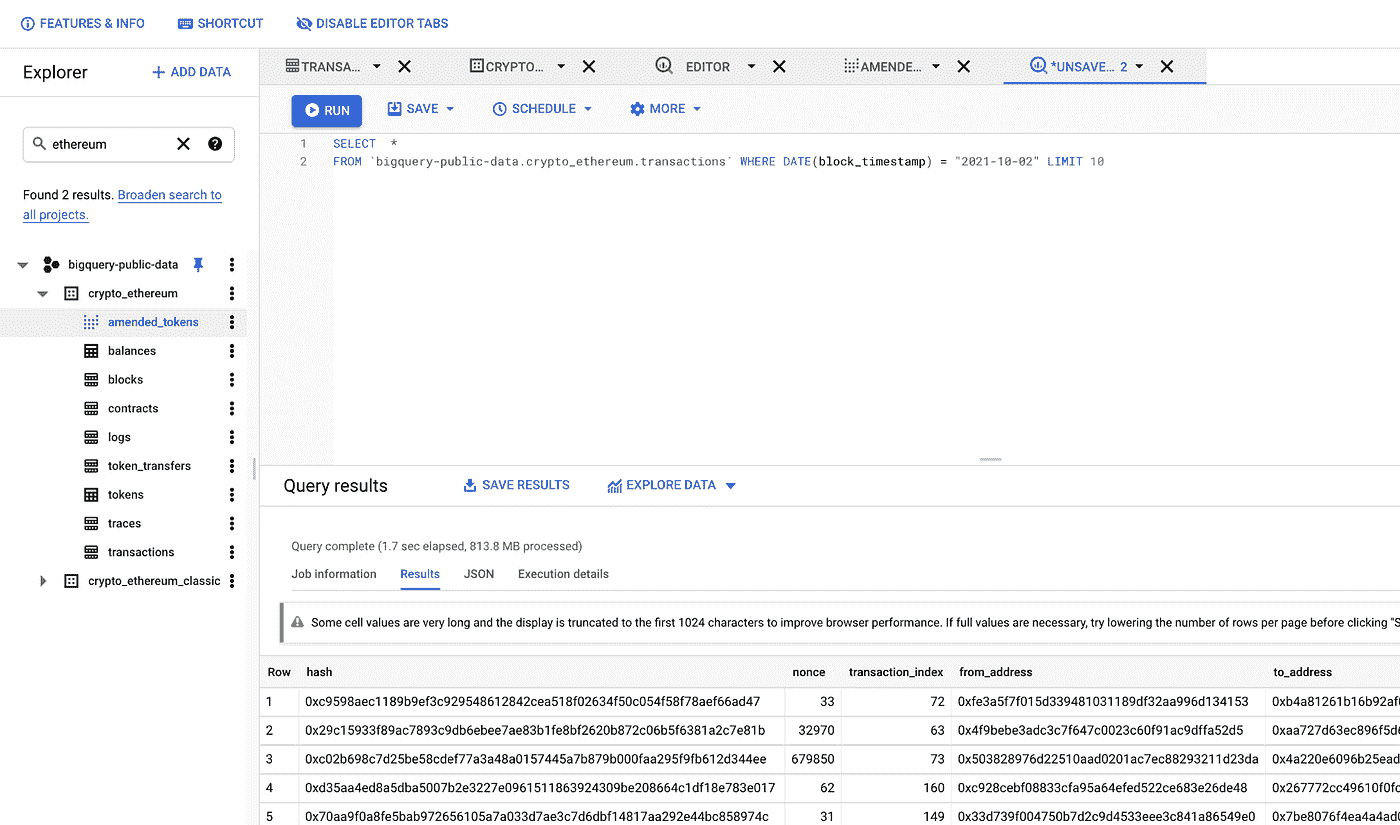 FEATURES & INFO SHORTCUT DISABLE EDITOR TABS
Explorer + ADD DATA
ethereum
Found 2 results. Broaden search to
all projects.
bigquery-public-data
crypto_ethereum
amended_tokens
balances
blocks
contracts
logs
token_transfers
tokens
traces
transactions
crypto_ethereum_classic
TRANSA... CRYPTO... EDITOR AMENDE... *UNSAVE... 2
RUN SAVE SCHEDULE MORE
1 SELECT *
2 FROM `bigquery-public-data.crypto_ethereum.transactions` WHERE DATE(block_timestamp) = "2021-10-02" LIMIT 10
Query results SAVE RESULTS EXPLORE DATA
Query complete (1.7 sec elapsed, 813.8 MB processed)
Job information Results JSON Execution details
Some cell values are very long and the display is truncated to the first 1024 characters to improve browser performance. If full values are necessary, try lowering the number of rows per page before clicking "S
Row hash nonce transaction_index from_address to_address
1 0xc9598aec1189b9ef3c929548612842cea518f02634f50c054f58f78aef66ad47 33 72 0xfe3a5f7f015d339481031189df32aa996d134153 0xb4a81261b16b92af
2 0x29c15933f89ac7893c9db6ebee7ae83b1fe8bf2620b872c06b5f6381a2c7e81b 32970 63 0x4f9bebe3adc3c7f647c0023c60f91ac9dffa52d5 0xaa727d63ec896f5d
3 0xc02b698c7d25be58cdef77a3a48a0157445a7b879b000faa295f9fb612d344ee 679850 73 0x503828976d22510aad0201ac7ec88293211d23da 0x4a220e6096b25ead
4 0xd35aa4ed8a5dba5007b2e3227e0961511863924309be208664c1df18e783e017 62 160 0xc928cebf08833cfa95a64efed522ce683e26de48 0x267772cc49610f0f
5 0x70aa9f0a8fe5bab972656105a7a033d7ae3c7d6dbf14817aa292e44bc858974c 31 149 0x33d739f004750b7d2c9d4533eee3c841a86549e0 0x7be8076f4ea4a4ad